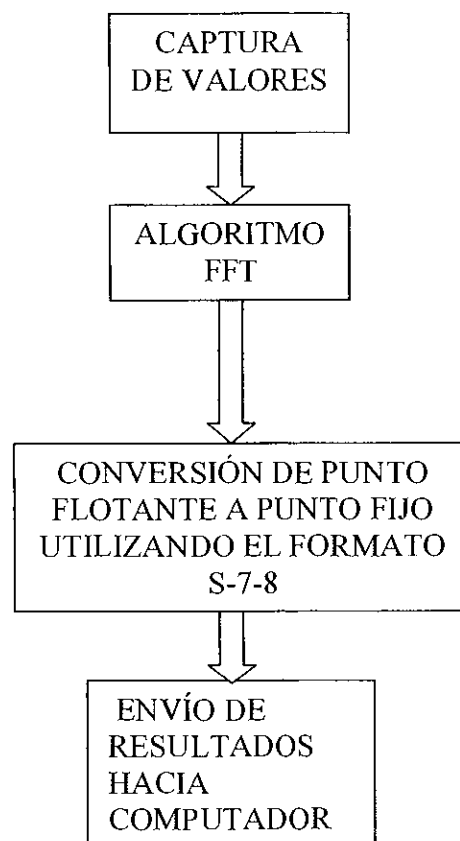 CAPTURA
DE VALORES
ALGORITMO
FFT
CONVERSIÓN DE PUNTO
FLOTANTE A PUNTO FIJO
UTILIZANDO EL FORMATO
S-7-8
ENVÍO DE
RESULTADOS
HACIA
COMPUTADOR